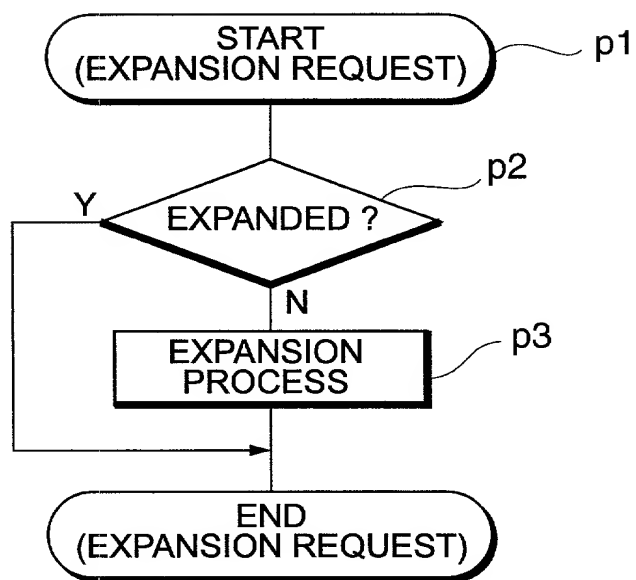 START
(EXPANSION REQUEST)
p1
p2
Y
EXPANDED ?
N
EXPANSION
PROCESS
p3
END
(EXPANSION REQUEST)